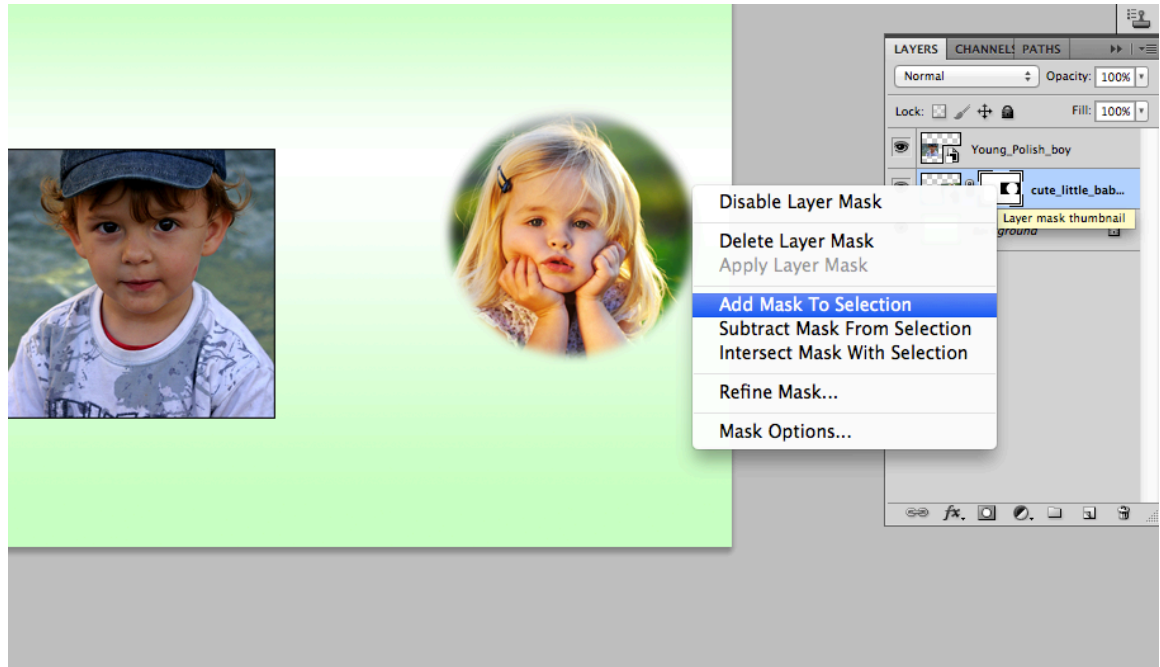 LAYERS CHANNEL: PATHS
Normal Opacity: 100%
Lock: Fill: 100%
Young_Polish_boy
cute_little_bab...
Layer mask thumbnail
Disable Layer Mask
Delete Layer Mask
Apply Layer Mask
Add Mask To Selection
Subtract Mask From Selection
Intersect Mask With Selection
Refine Mask...
Mask Options...
fx.